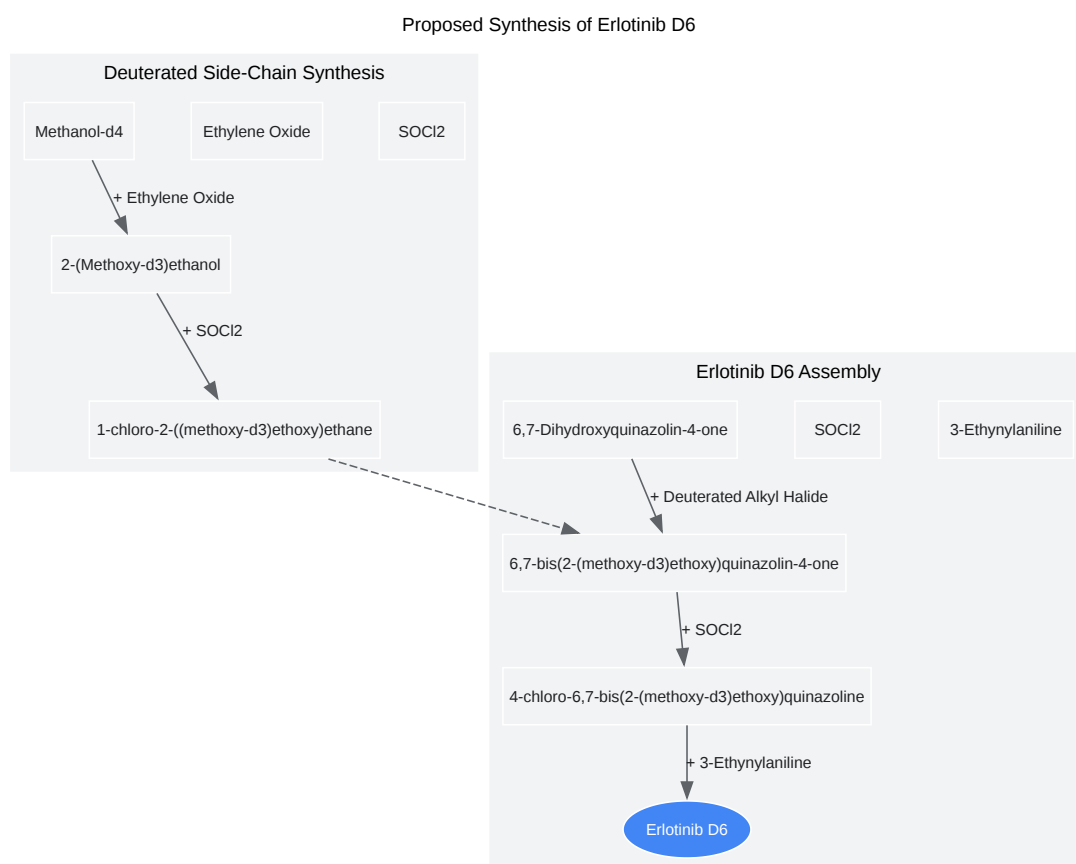 Proposed Synthesis of Erlotinib D6
Deuterated Side-Chain Synthesis
Methanol-d4
Ethylene Oxide
SOCl2
+ Ethylene Oxide
2-(Methoxy-d3)ethanol
+ SOCl2
1-chloro-2-((methoxy-d3)ethoxy)ethane
Erlotinib D6 Assembly
6,7-Dihydroxyquinazolin-4-one
SOCl2
3-Ethynylaniline
+ Deuterated Alkyl Halide
6,7-bis(2-(methoxy-d3)ethoxy)quinazolin-4-one
+ SOCl2
4-chloro-6,7-bis(2-(methoxy-d3)ethoxy)quinazoline
+ 3-Ethynylaniline
Erlotinib D6